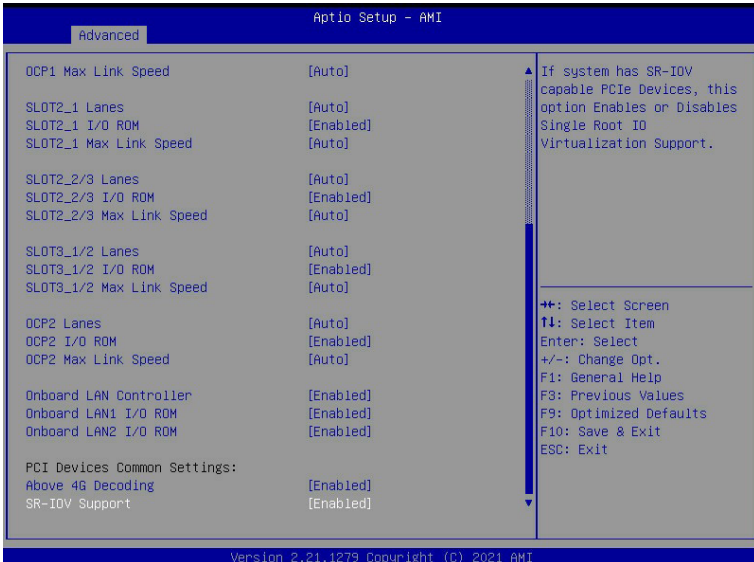 Aptio Setup – AMI
Advanced
OCP1 Max Link Speed [Auto]
SLOT2_1 Lanes [Auto]
SLOT2_1 I/O ROM [Enabled]
SLOT2_1 Max Link Speed [Auto]
SLOT2_2/3 Lanes [Auto]
SLOT2_2/3 I/O ROM [Enabled]
SLOT2_2/3 Max Link Speed [Auto]
SLOT3_1/2 Lanes [Auto]
SLOT3_1/2 I/O ROM [Enabled]
SLOT3_1/2 Max Link Speed [Auto]
OCP2 Lanes [Auto]
OCP2 I/O ROM [Enabled]
OCP2 Max Link Speed [Auto]
Onboard LAN Controller [Enabled]
Onboard LAN1 I/O ROM [Enabled]
Onboard LAN2 I/O ROM [Enabled]
PCI Devices Common Settings:
Above 4G Decoding [Enabled]
SR-IOV Support [Enabled]
If system has SR-IOV
capable PCIe Devices, this
option Enables or Disables
Single Root IO
Virtualization Support.
→←: Select Screen
↑↓: Select Item
Enter: Select
+/-: Change Opt.
F1: General Help
F3: Previous Values
F9: Optimized Defaults
F10: Save & Exit
ESC: Exit
Version 2.21.1279 Copyright (C) 2021 AMI